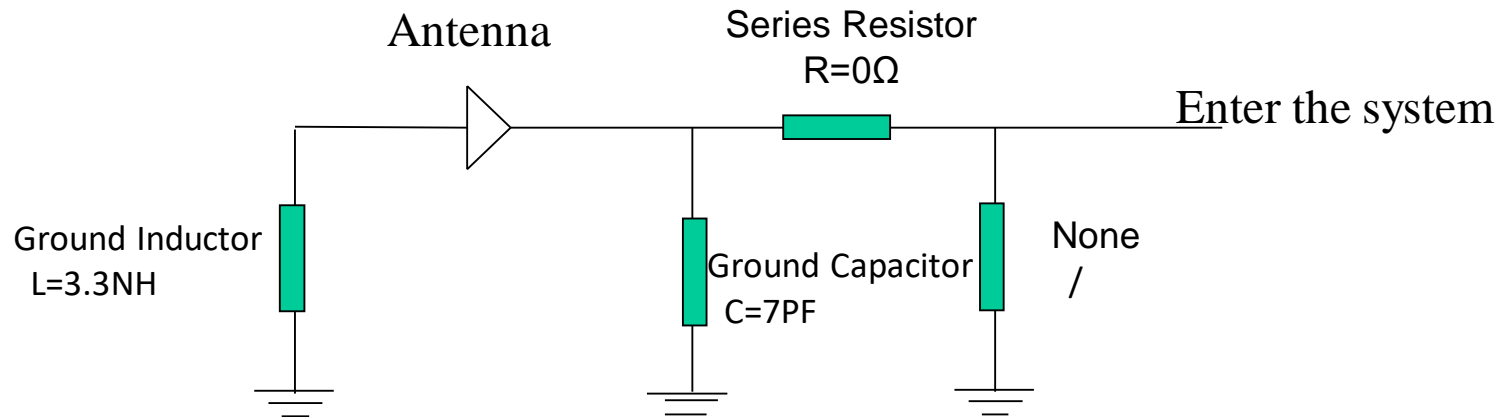 Antenna
Series Resistor
R=0Ω
Enter the system
Ground Inductor
L=3.3NH
Ground Capacitor
C=7PF
None
/